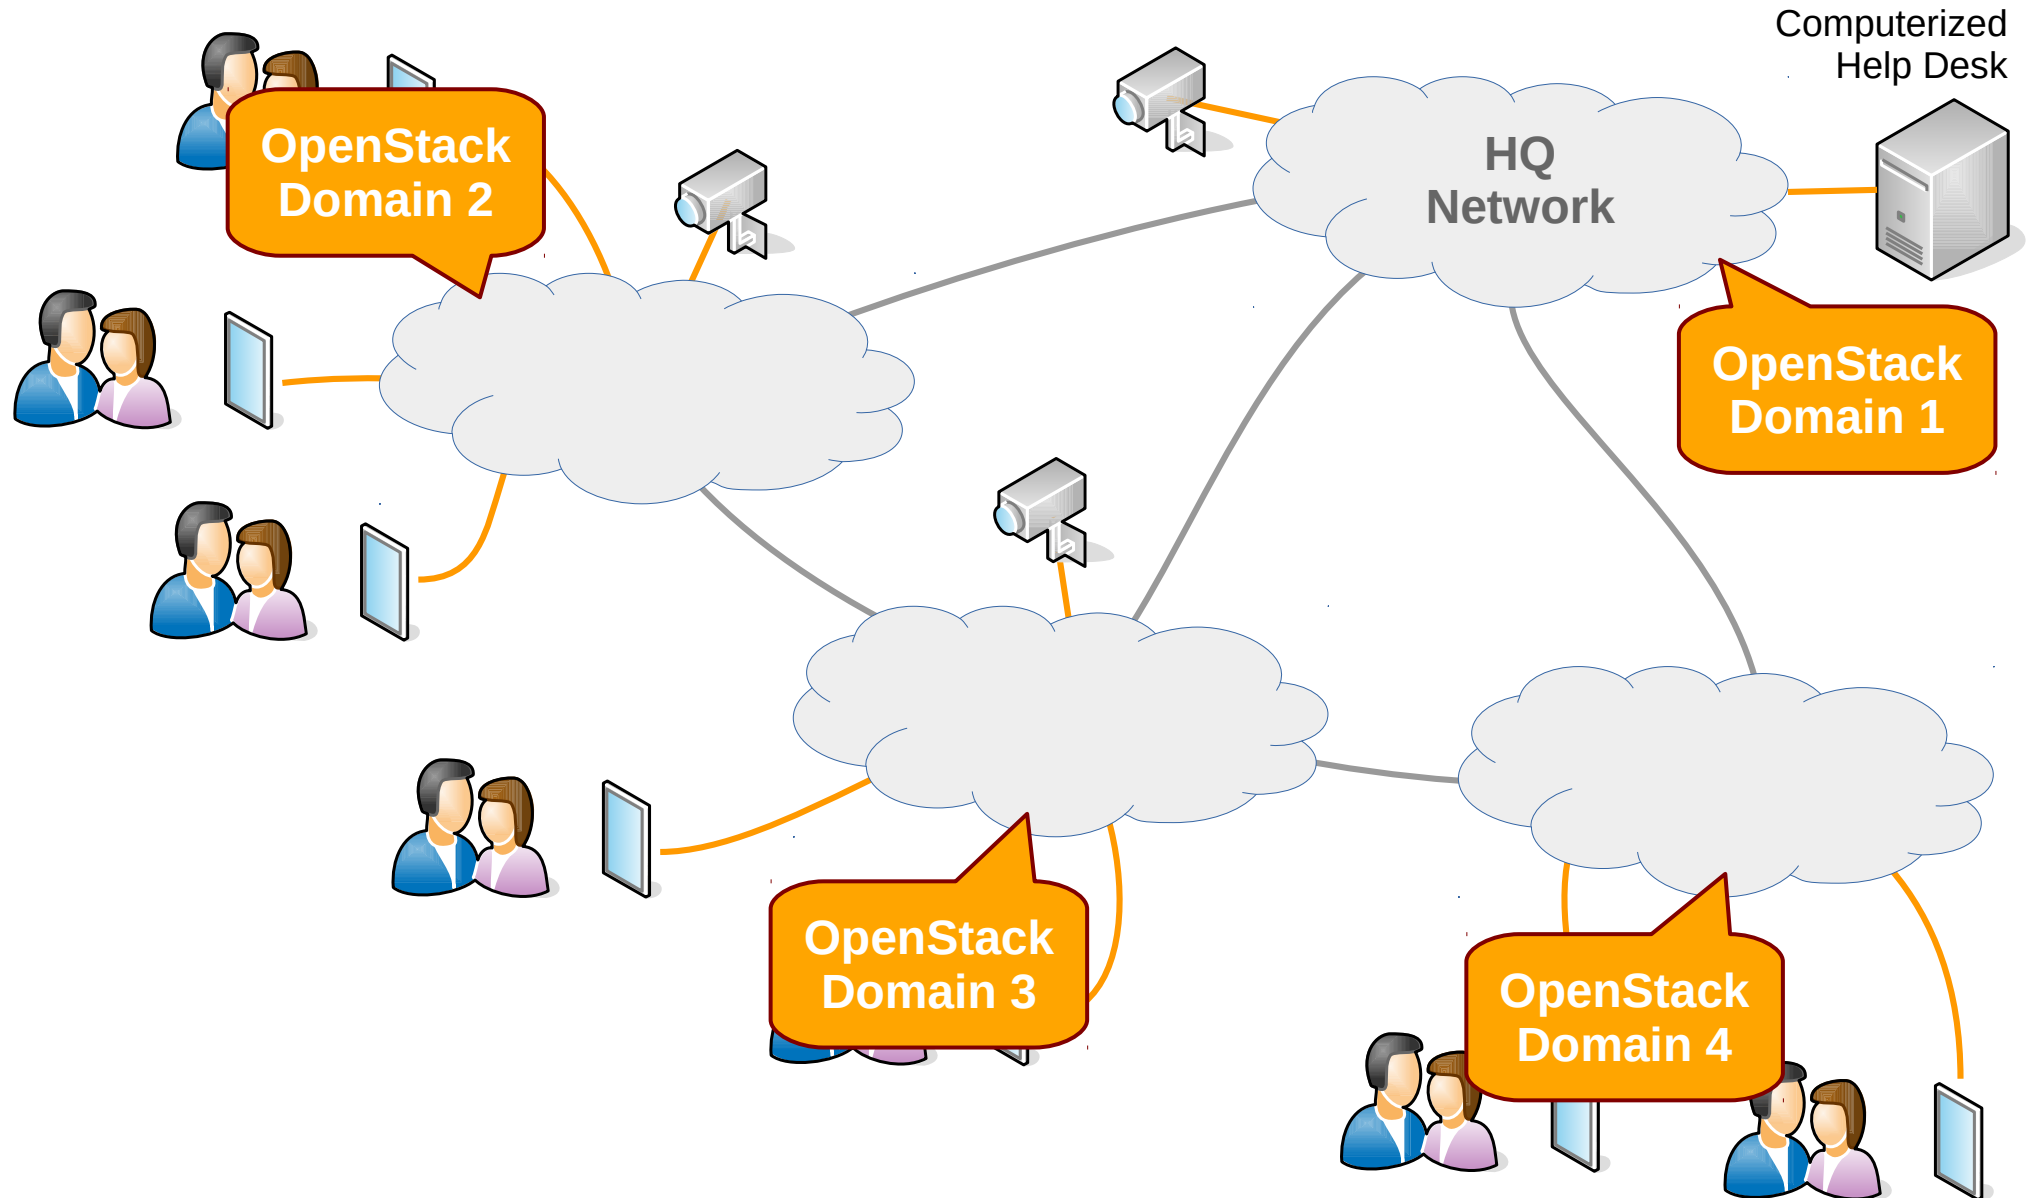 Computerized
Help Desk
OpenStack
Domain 2
HQ
Network
OpenStack
Domain 1
OpenStack
Domain 3
OpenStack
Domain 4